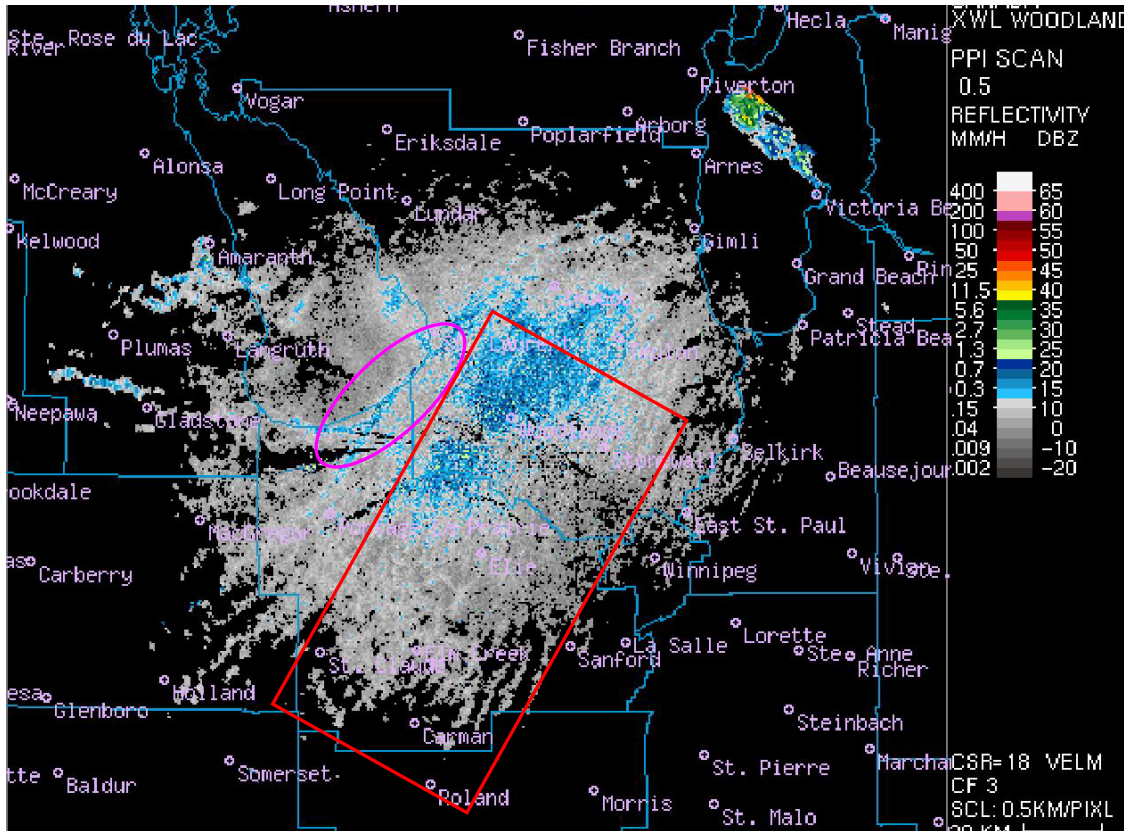 Hecla
XWL WOODLAND
Manig
Ste. Rose du Lac
River
Fisher Branch
PPI SCAN
0.5
Riverton
Vogar
REFLECTIVITY
MM/H DBZ
Arborg
Poplarfield
Eriksdale
Alonsa
Arnes
McCreary
Long Point
400 65
Victoria Be
Lundar
200 60
Kelwood
Gimli
100 55
Amaranth
50 50
Grand Beach
25 45
11.5 40
Stead
5.6 35
Plumas
Langruth
Patricia Bea
2.7 30
1.3 25
0.7 20
0.3 15
Neepawa
Gladstone
.15 10
.04 0
Stonewall
Selkirk
.009 -10
Beausejour
.002 -20
ookdale
MacGregor
East St. Paul
as
Carberry
Elie
Winnipeg
Vivian
Ste.
Lorette
St. Claude
Elm Creek
Sanford
La Salle
Ste. Anne
Richer
esa
Holland
Glenboro
Steinbach
Carman
tte
Baldur
Somerset
St. Pierre
Marcha
CSR= 18 VELM
CF 3
Roland
Morris
St. Malo
SCL: 0.5KM/PIXL